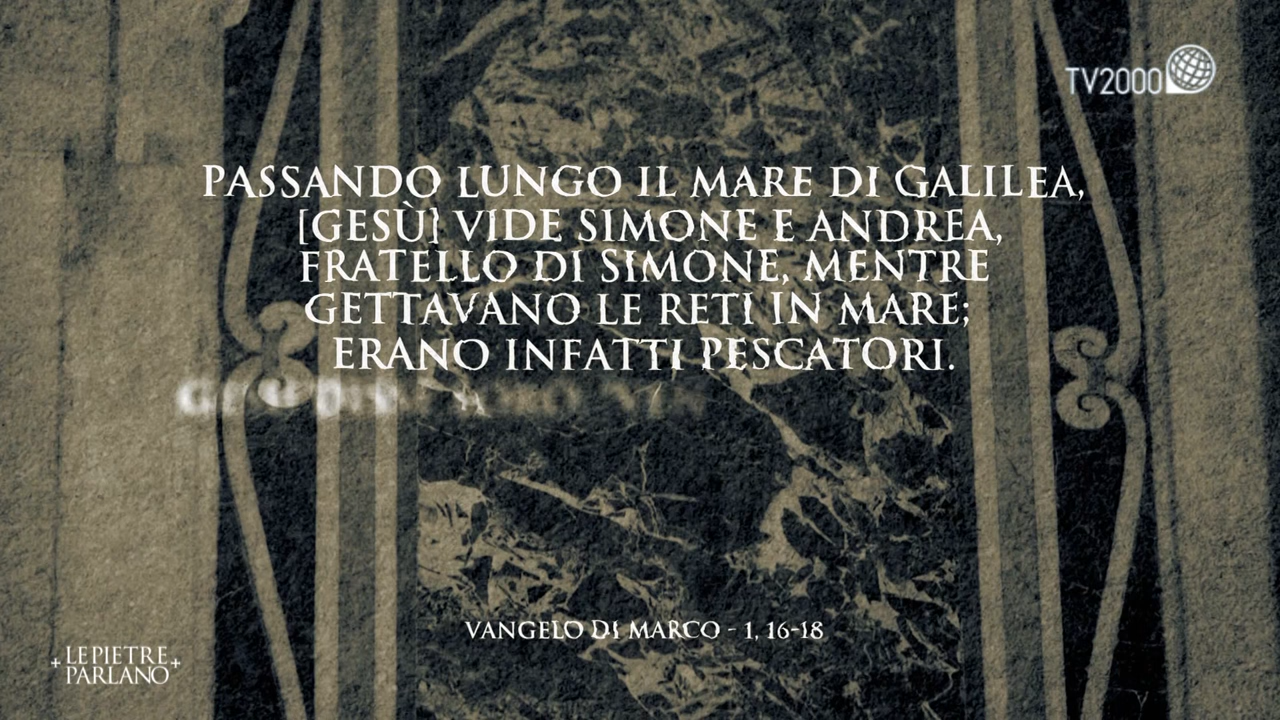 TV2000
PASSANDO LUNGO IL MARE DI GALILEA,
[GESÙ] VIDE SIMONE E ANDREA,
FRATELLO DI SIMONE, MENTRE
GETTAVANO LE RETI IN MARE;
ERANO INFATTI PESCATORI.
VANGELO DI MARCO - 1, 16-18
+ LE PIETRE +
PARLANO